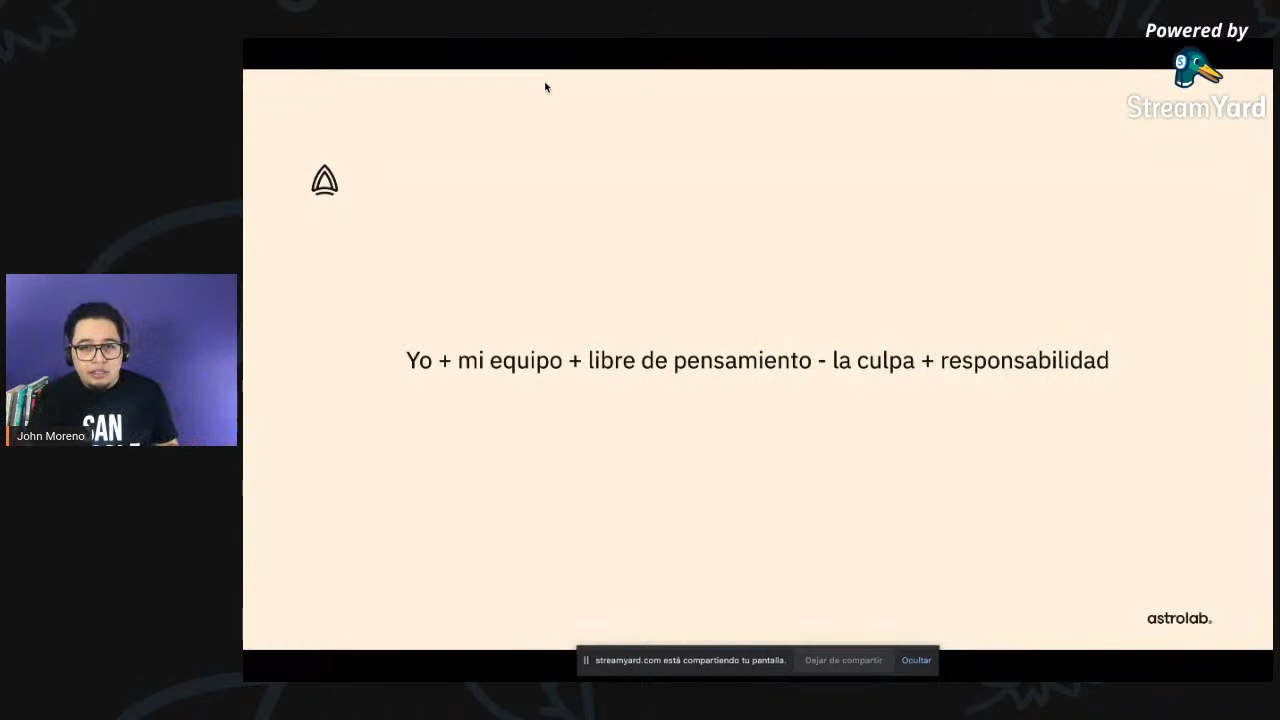 Powered by
StreamYard
Yo + mi equipo + libre de pensamiento - la culpa + responsabilidad
SAN
John Moreno
astrolab.
streamyard.com está compartiendo tu pantalla.
Dejar de compartir
Ocultar